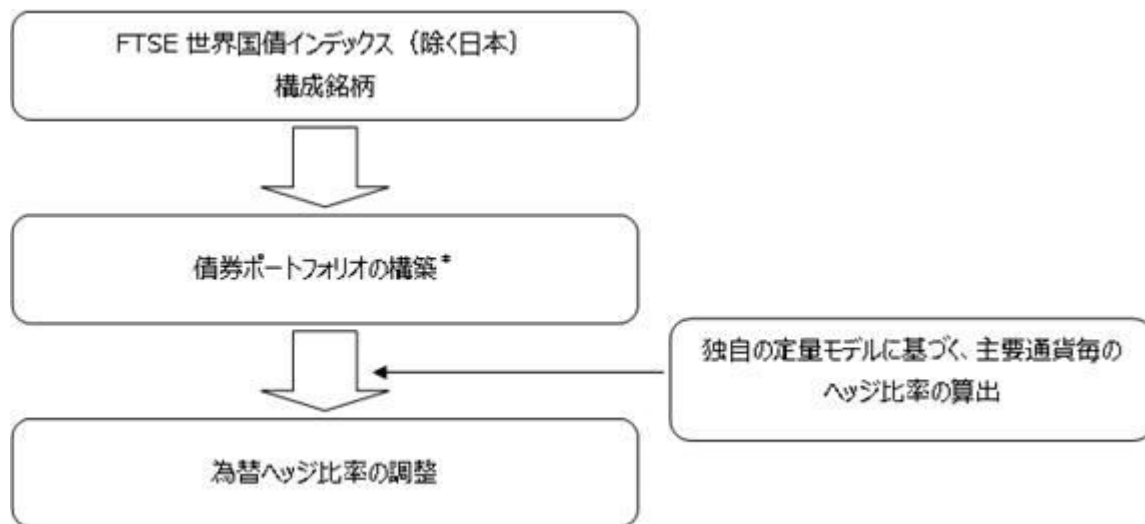 FTSE 世界国債インデックス（除く日本）
構成銘柄
債券ポートフォリオの構築*
独自の定量モデルに基づく、主要通貨毎の
ヘッジ比率の算出
為替ヘッジ比率の調整